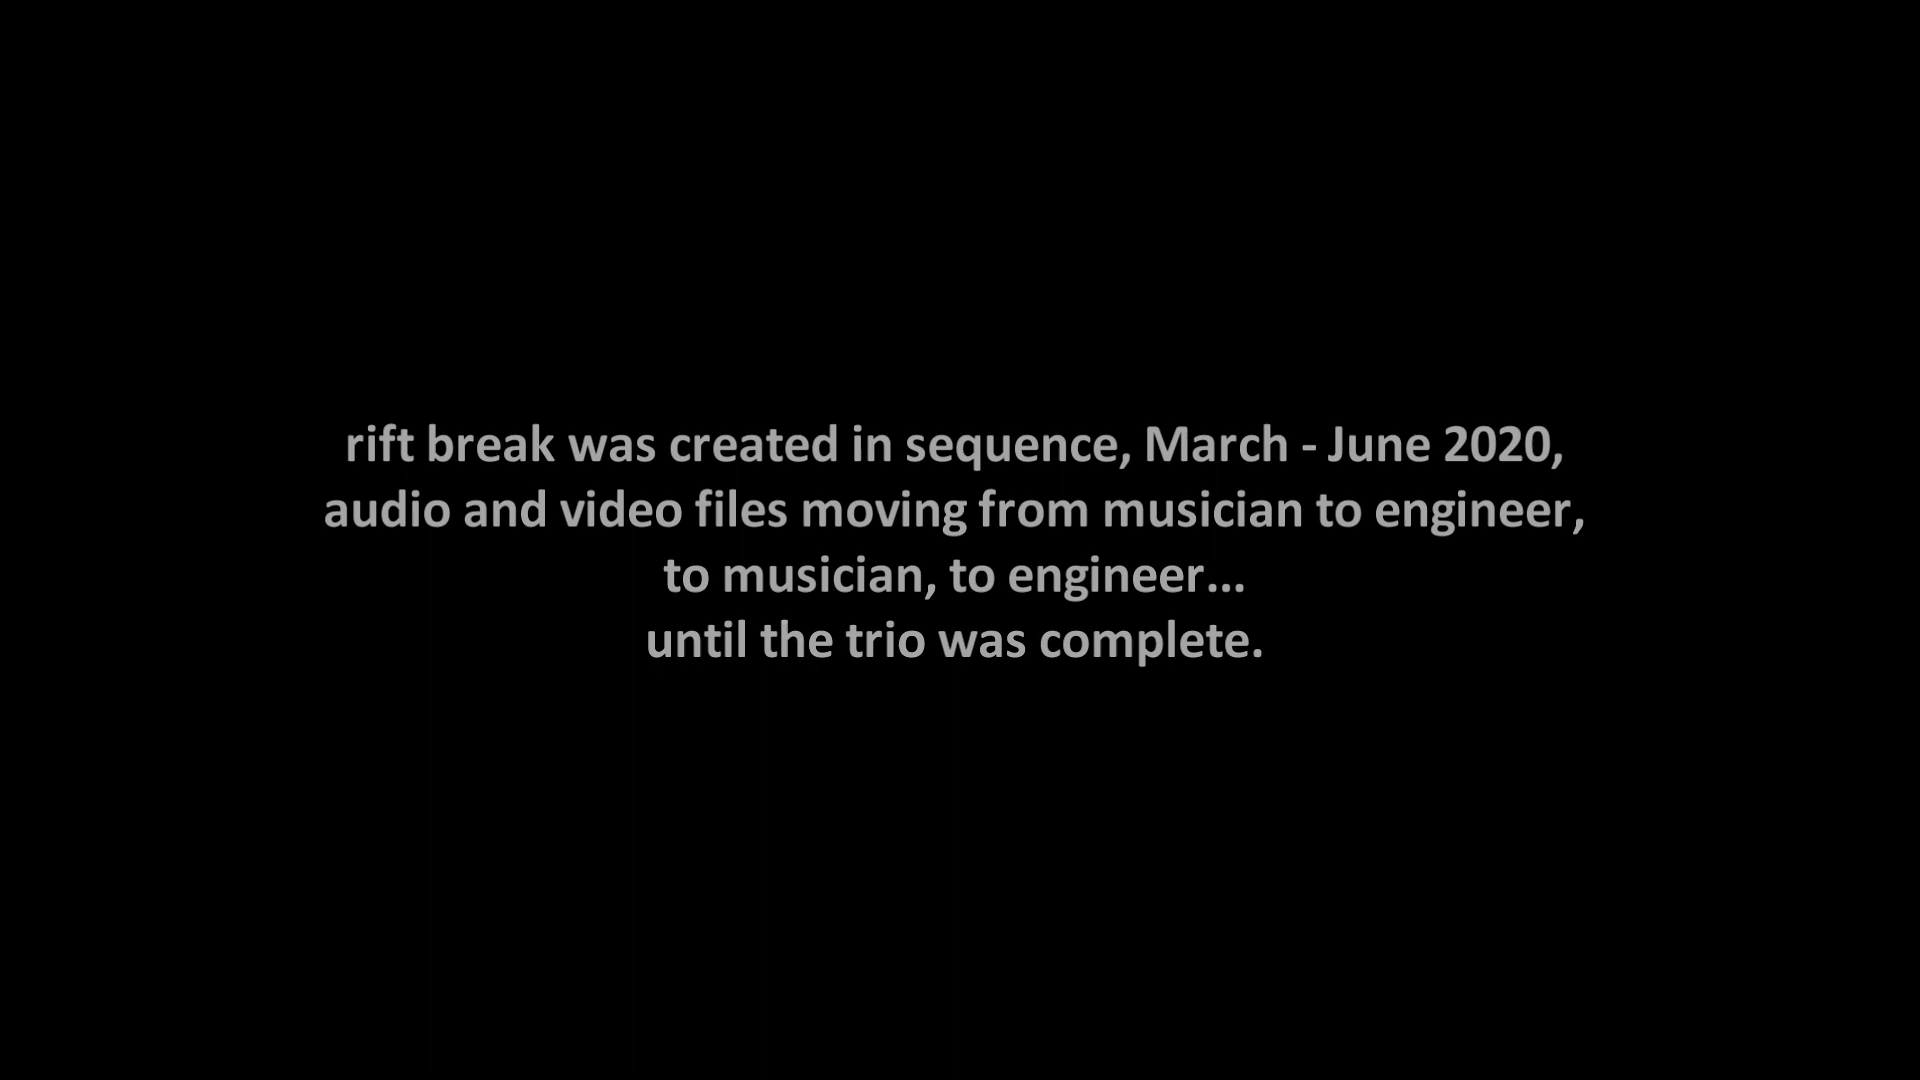 rift break was created in sequence, March - June 2020,
audio and video files moving from musician to engineer,
to musician, to engineer...
until the trio was complete.